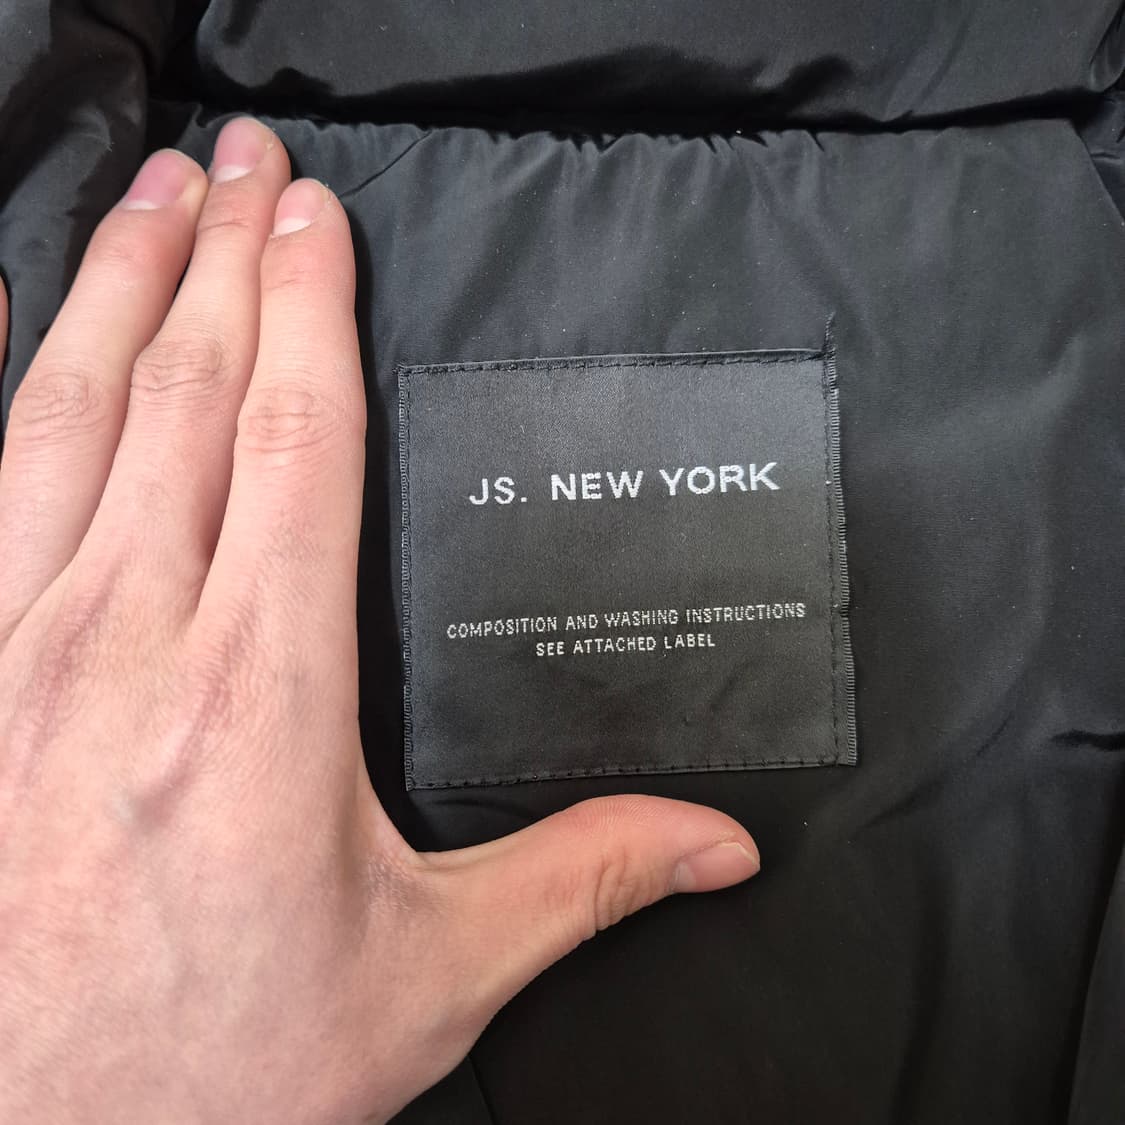 JS. NEW YORK
COMPOSITION AND WASHING INSTRUCTIONS
SEE ATTACHED LABEL